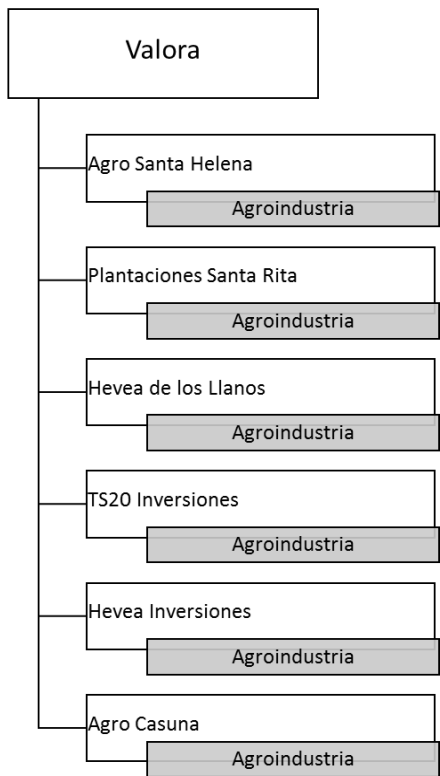 Valora
Agro Santa Helena
Agroindustria
Plantaciones Santa Rita
Agroindustria
Hevea de los Llanos
Agroindustria
TS20 Inversiones
Agroindustria
Hevea Inversiones
Agroindustria
Agro Casuna
Agroindustria